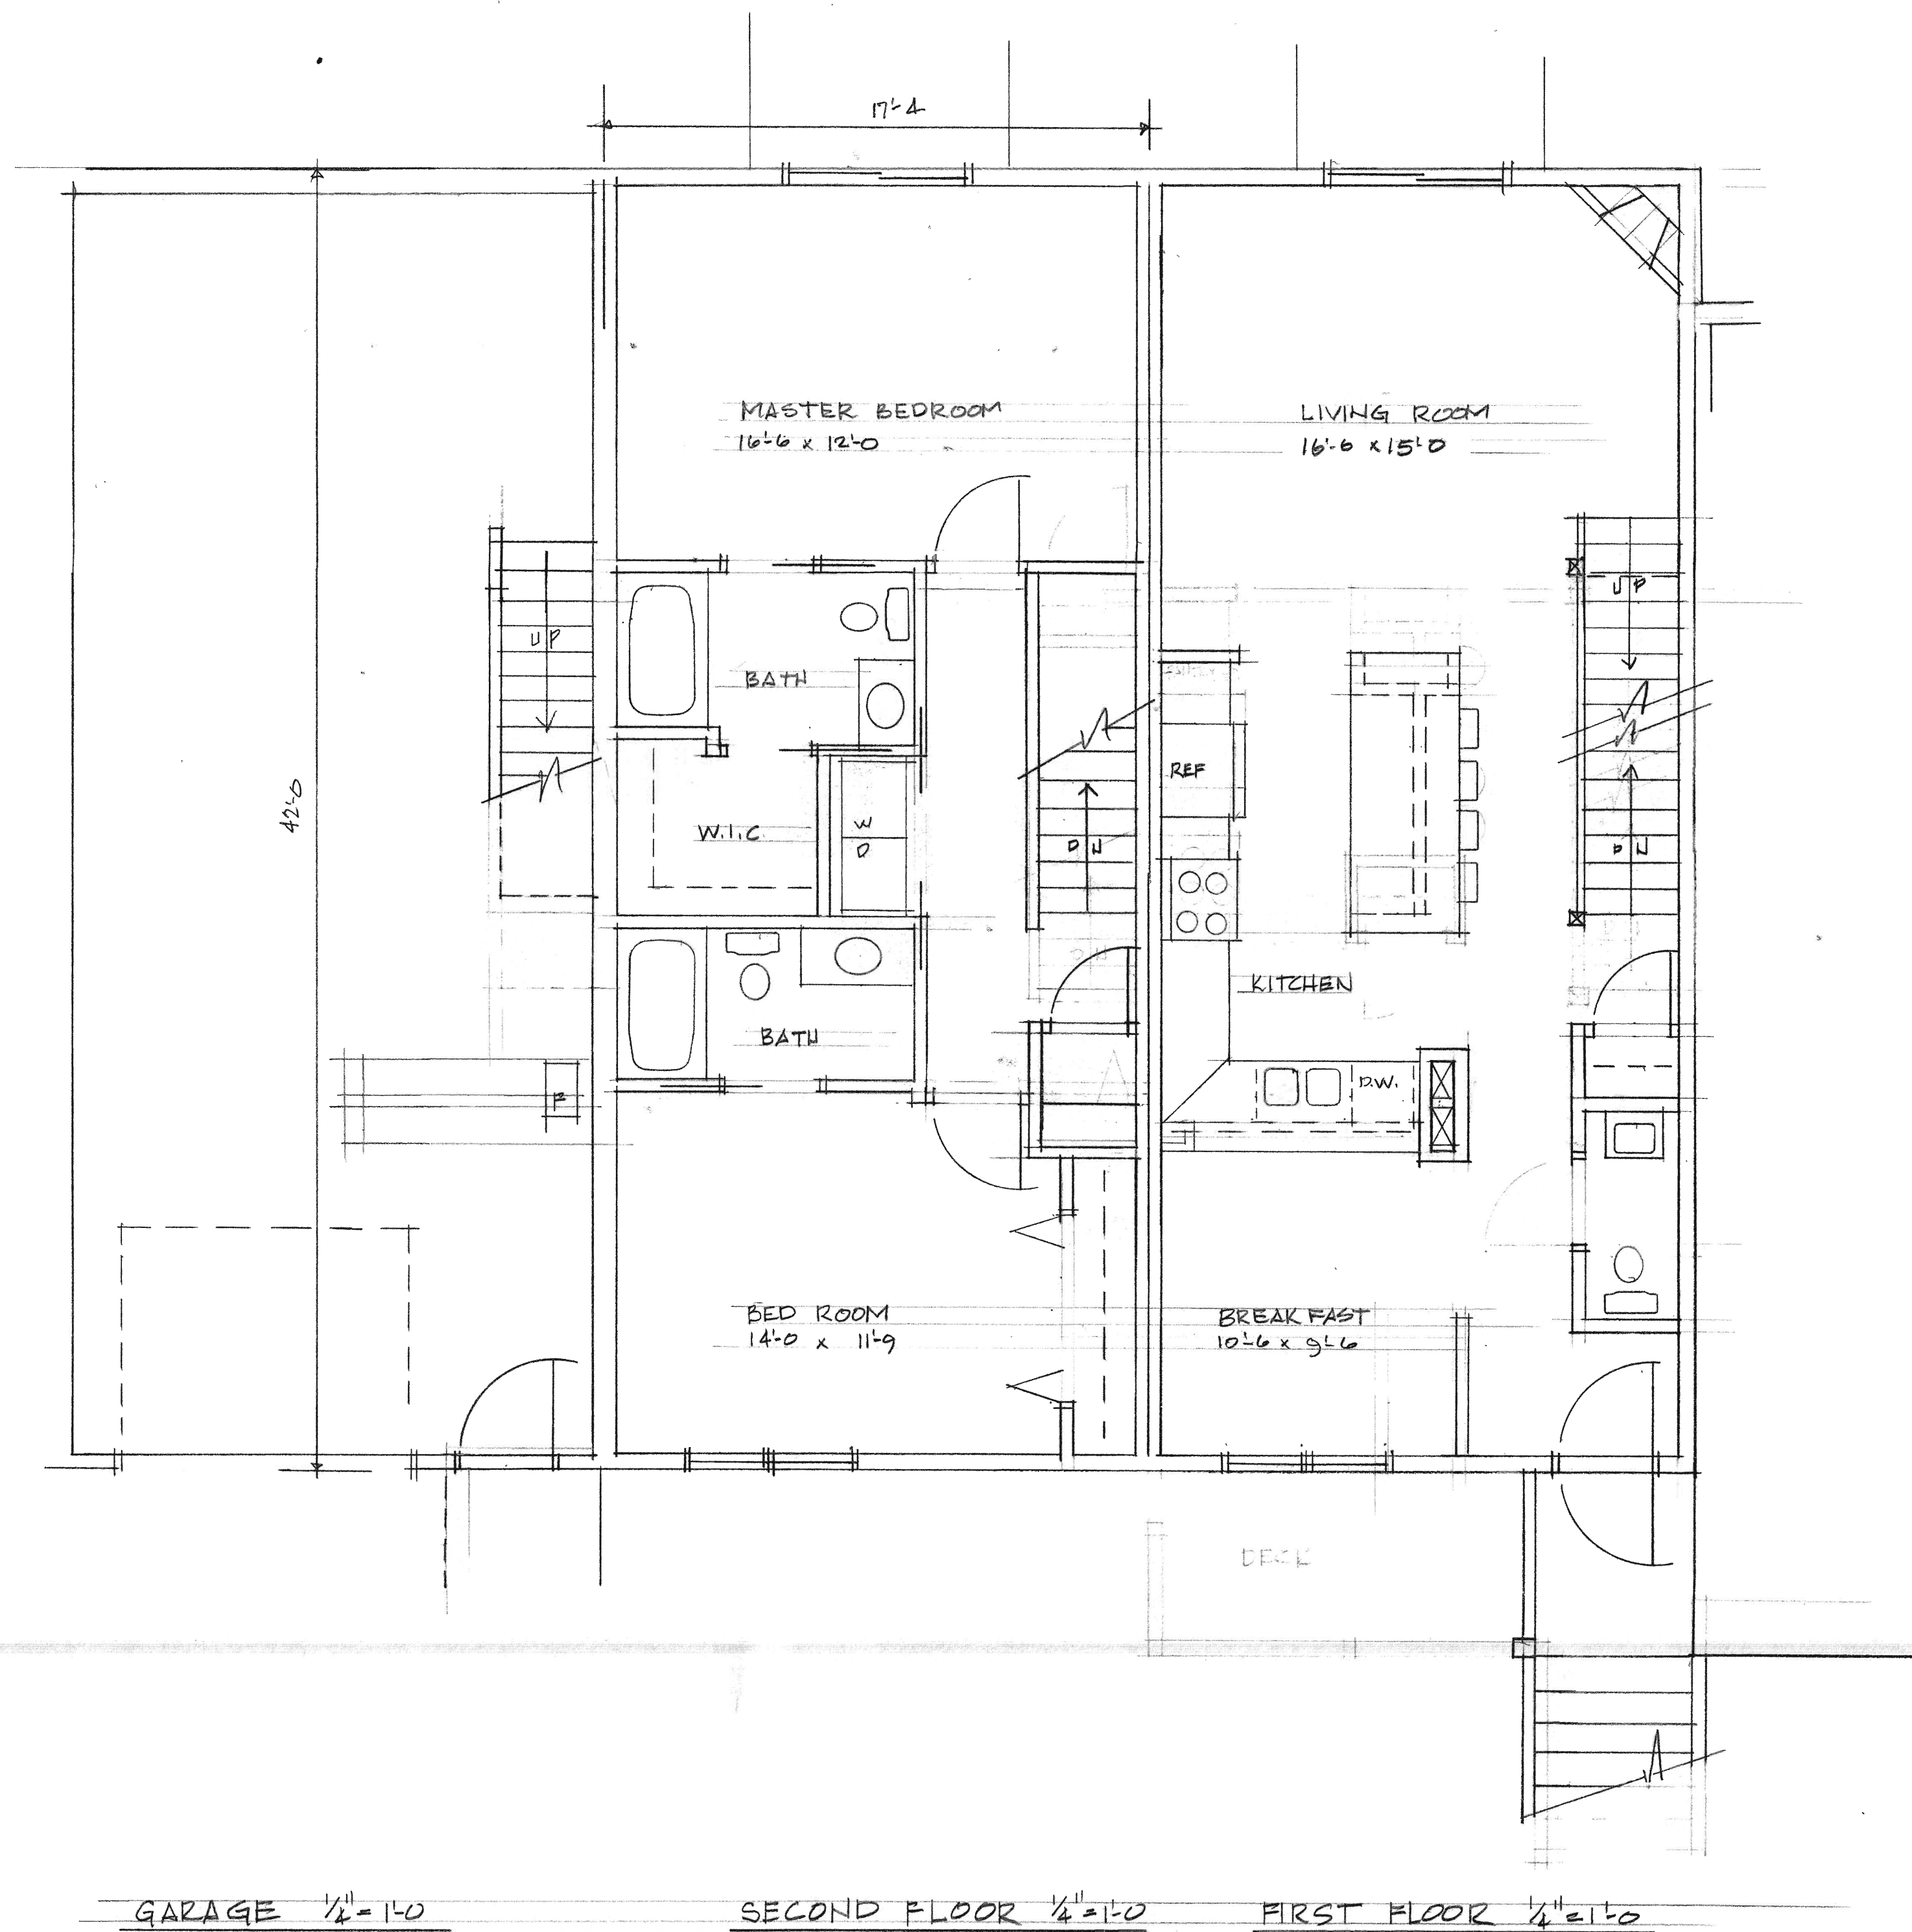 17'-4
42'-0
MASTER BEDROOM
16'-6 x 12'-0
LIVING ROOM
16'-6 x 15'-0
UP
UP
BATH
REF
W.I.C.
W
D
DN
DN
KITCHEN
BATH
D.W.
F
BED ROOM
14'-0 x 11'-9
BREAKFAST
10'-6 x 9'-6
DECK
GARAGE 1/4" = 1'-0
SECOND FLOOR 1/4" = 1'-0
FIRST FLOOR 1/4" = 1'-0